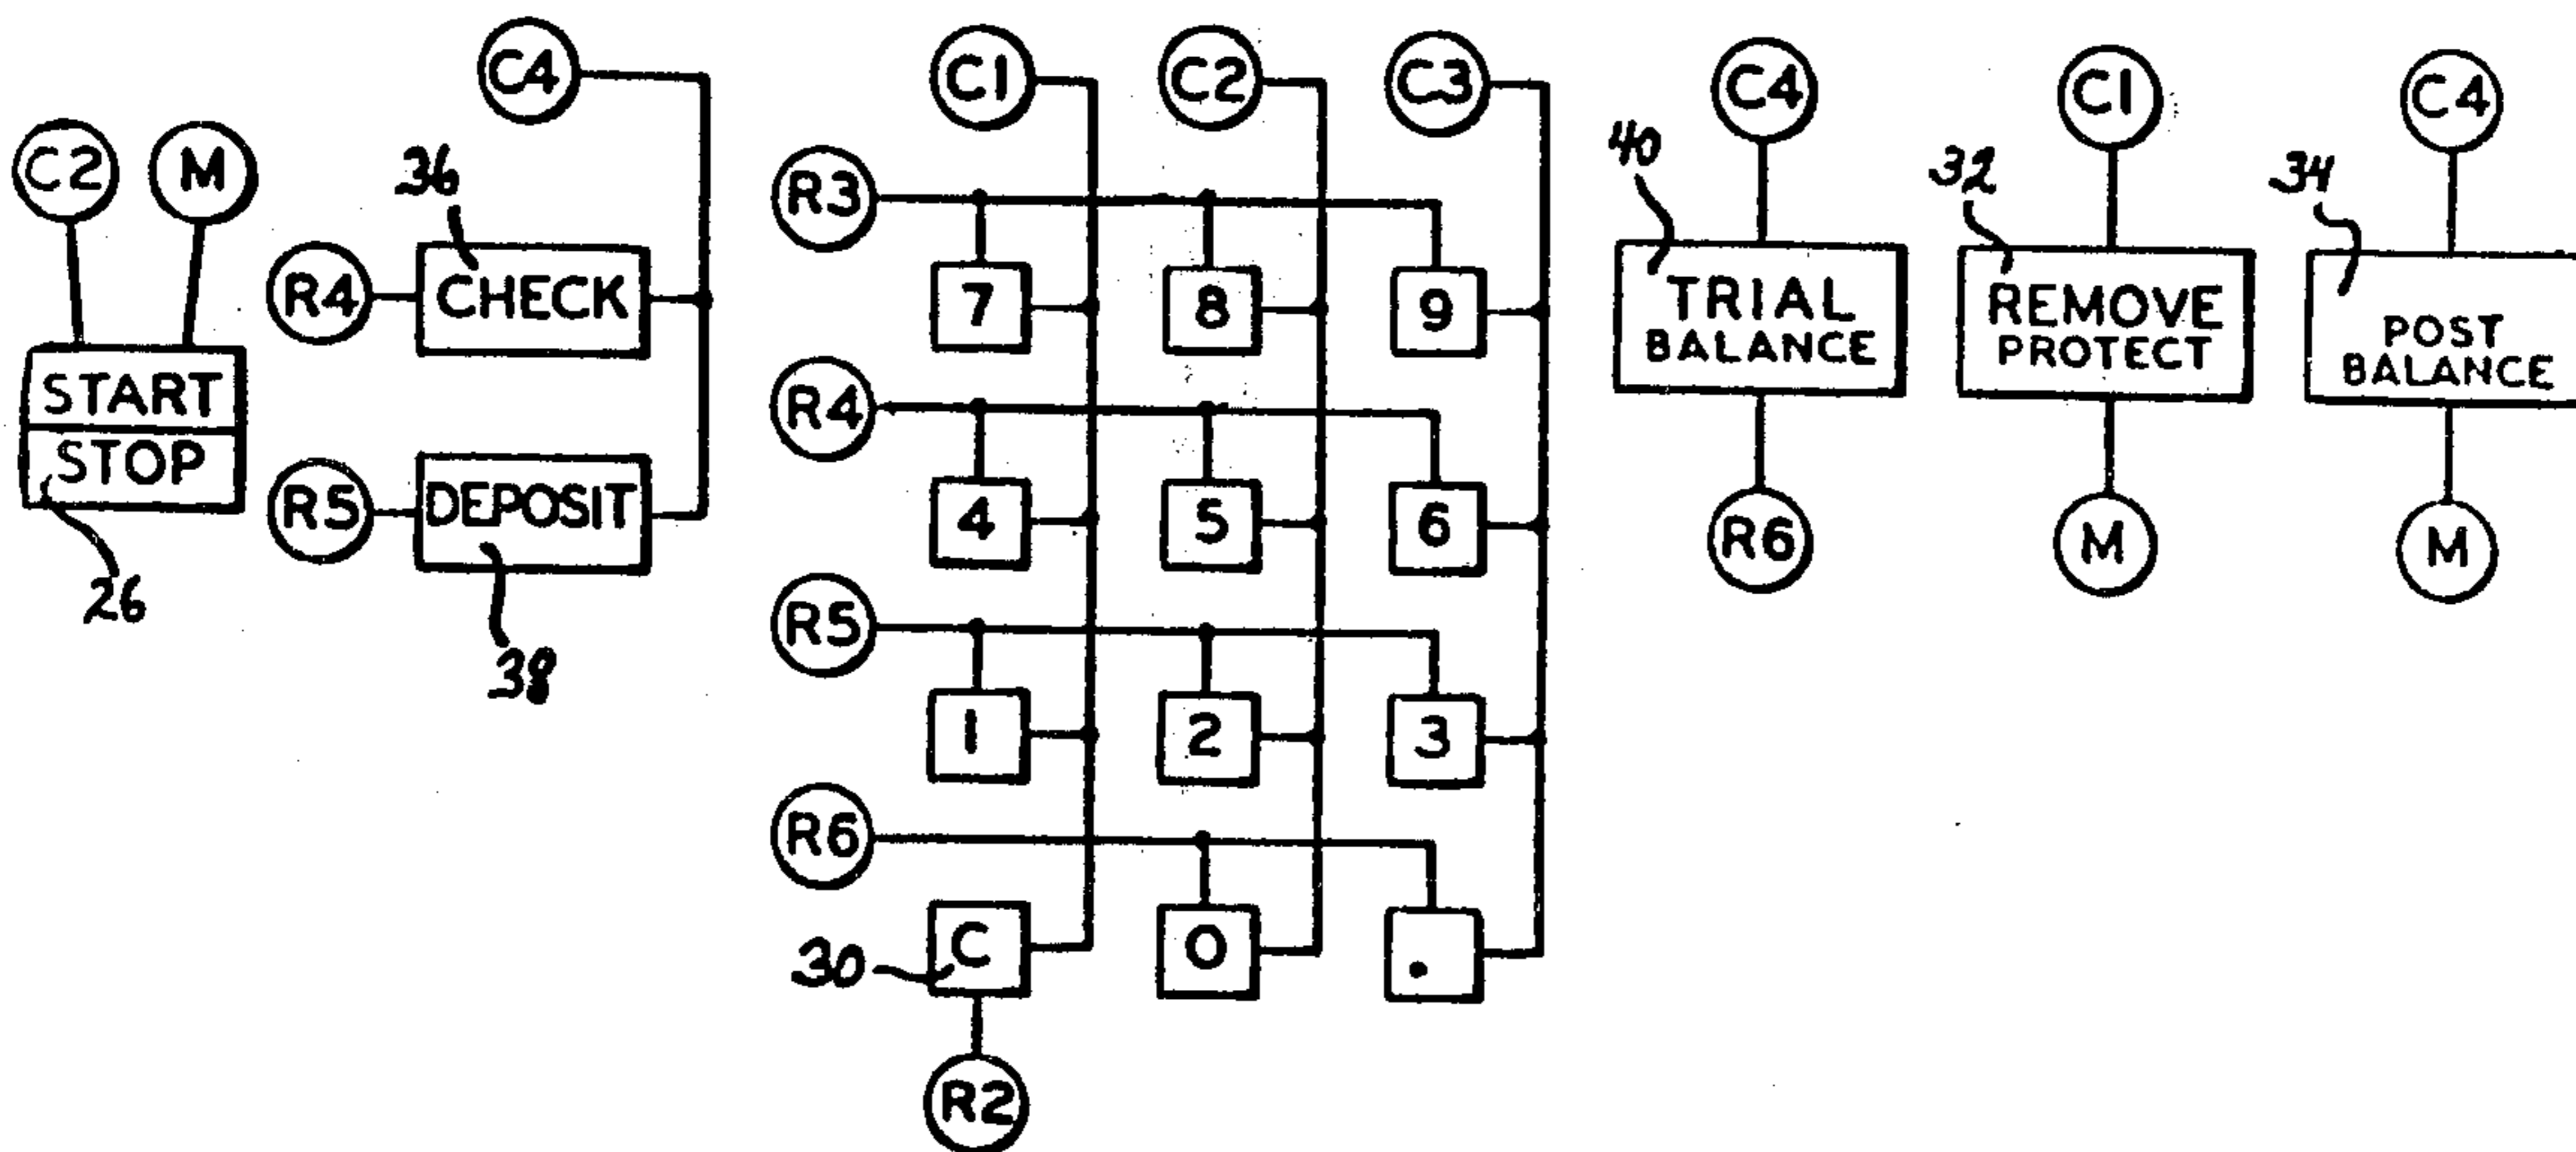 C4
C1
C2
C3
C4
C1
C4
C2
M
36
R3
40
32
34
R4
CHECK
7
8
9
TRIAL
BALANCE
REMOVE
PROTECT
POST
BALANCE
START
STOP
R4
R5
DEPOSIT
4
5
6
R6
M
M
26
38
R5
1
2
3
R6
30
C
0
.
R2